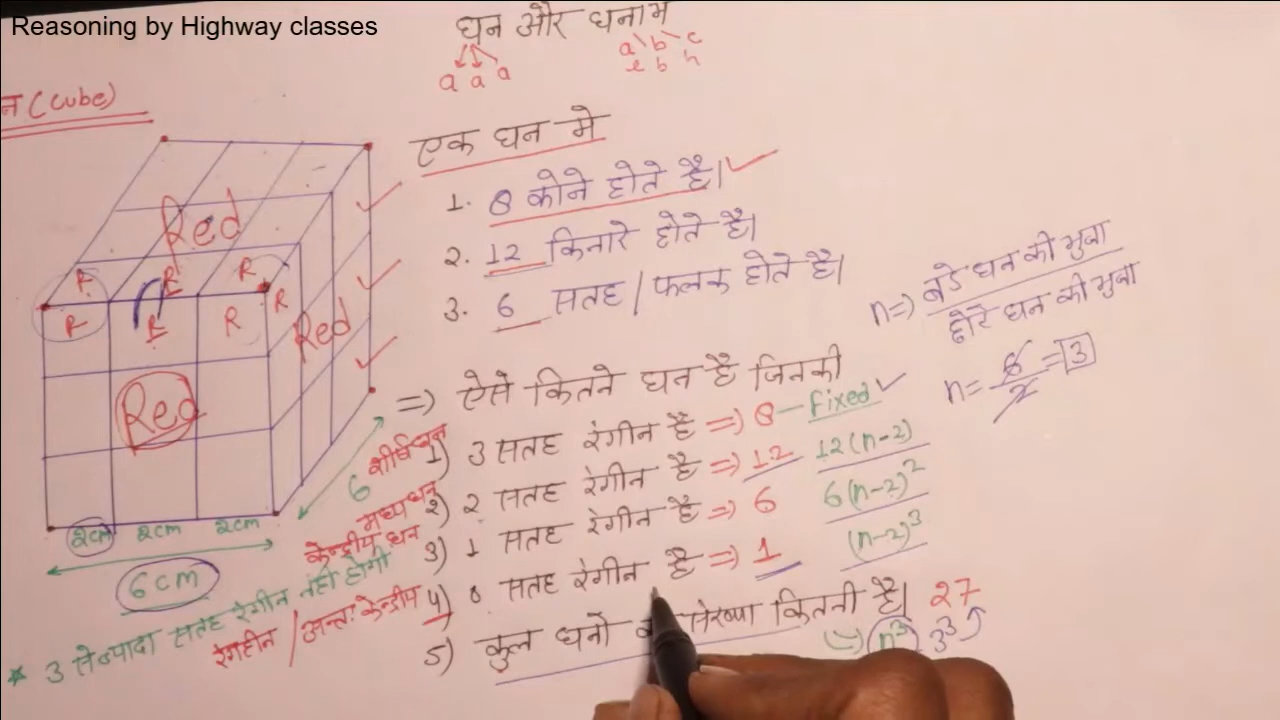 Reasoning by Highway classes
घन और घनाभ
a a a
a b c
l b h
न (Cube)
एक घन मे
1. 8 कोने होते है।
2. 12 किनारे होते है।
3. 6 सतह / फलक होते है।
n => बडे घन की भुजा
छोटे घन की भुजा
n = 6/2 = 3
=> ऐसे कितने घन है जिनकी
शीर्ष घन 1) 3 सतह रंगीन है => 8 - fixed
मध्य घन 2) 2 सतह रंगीन है => 12 12(n-2)
केन्द्रीय घन 3) 1 सतह रंगीन है => 6 6(n-2)²
रंगहीन / अन्तः केन्द्रीय 4) 0 सतह रंगीन है => 1 (n-2)³
5) कुल घनों कितनी है। 27
n³ 3³
Red
R R R
R R R R
Red Red
6
2cm 2cm 2cm
6cm
* 3 से ज्यादा सतह रंगीन नही होगी